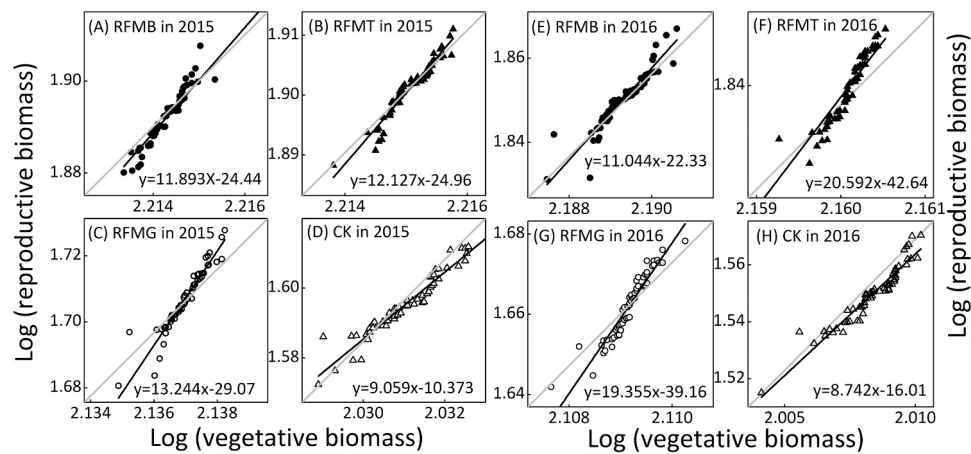 Log (reproductive biomass)
(A) RFMB in 2015
1.90
1.88
y=11.893X-24.44
2.214 2.216
(B) RFMT in 2015
1.91
1.90
1.89
y=12.127x-24.96
2.214 2.216
(E) RFMB in 2016
1.86
1.84
y=11.044x-22.33
2.188 2.190
(F) RFMT in 2016
1.84
y=20.592x-42.64
2.159 2.160 2.161
(C) RFMG in 2015
1.72
1.70
1.68
y=13.244x-29.07
2.134 2.136 2.138
(D) CK in 2015
1.60
1.58
y=9.059x-10.373
2.030 2.032
(G) RFMG in 2016
1.68
1.66
1.64
y=19.355x-39.16
2.108 2.110
(H) CK in 2016
1.56
1.54
1.52
y=8.742x-16.01
2.005 2.010
Log (vegetative biomass)
Log (vegetative biomass)
Log (reproductive biomass)